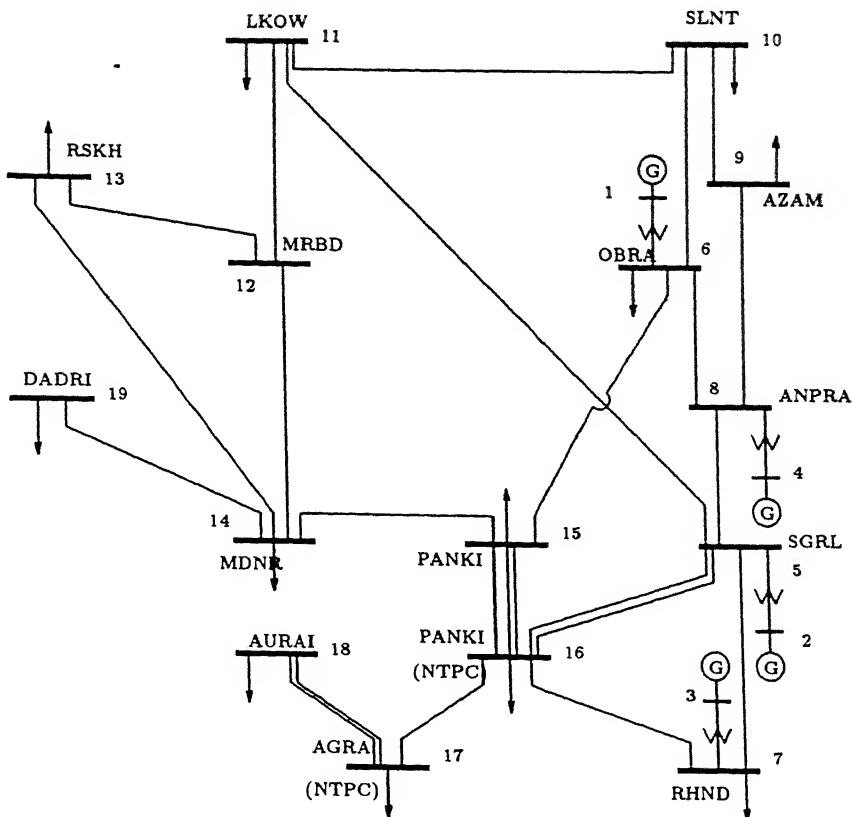 LKOW 11
SLNT 10
RSKH 13
G
1
9
AZAM
MRBD 12
OBRA 6
DADRI 19
8 ANPRA
4
G
14 MDNR
PANKI 15
SGRL 5
PANKI (NTPC) 16
AURAI 18
G
3
2
G
AGRA (NTPC) 17
7
RHND